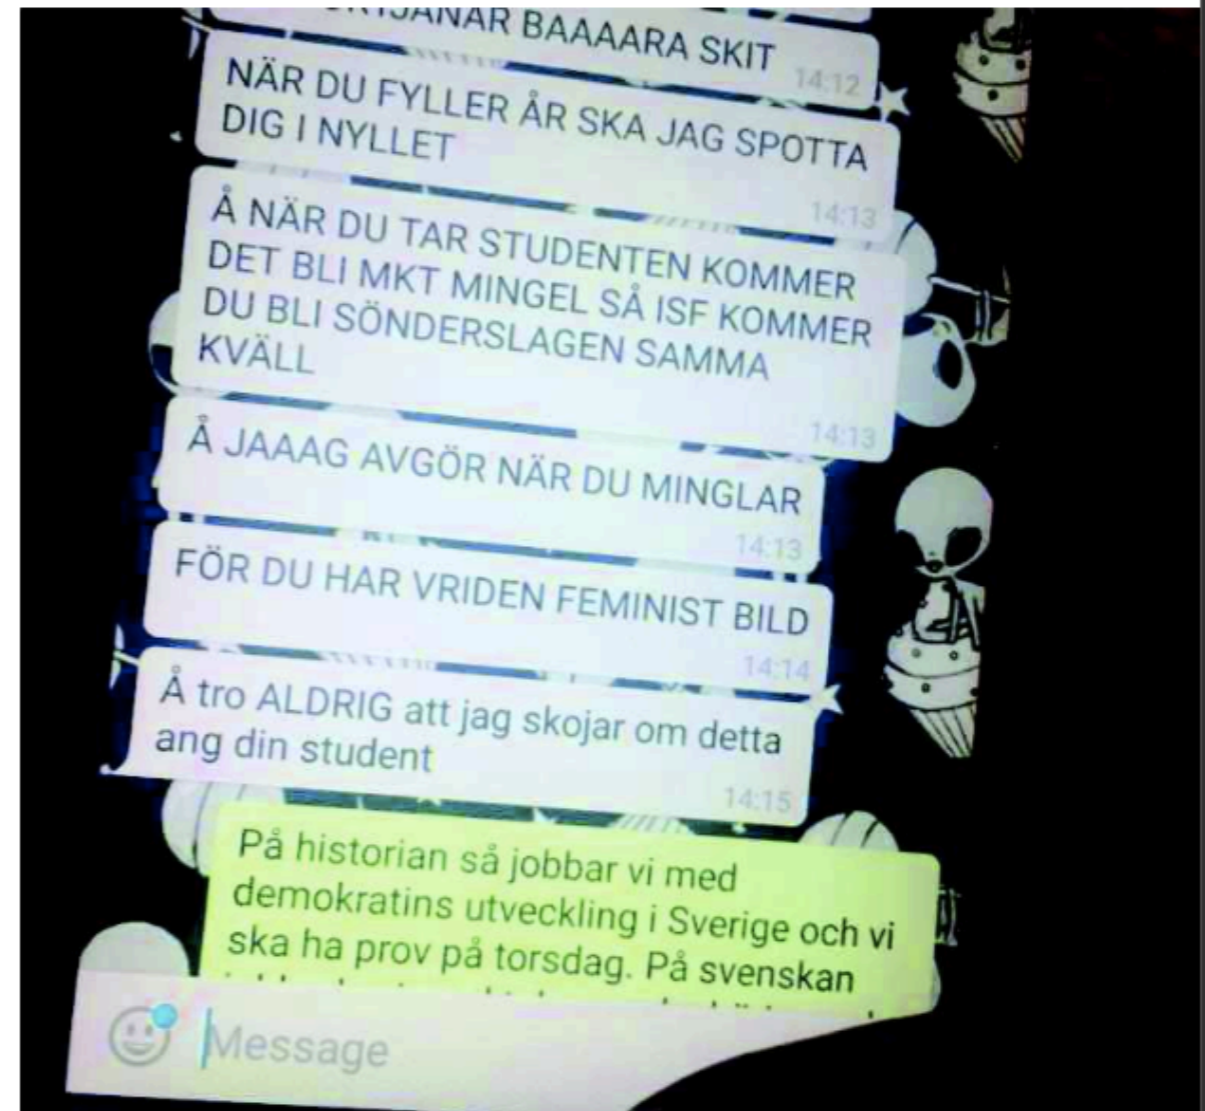 BAAAARA SKIT
14:12
NÄR DU FYLLER ÅR SKA JAG SPOTTA
DIG I NYLLET
14:13
Å NÄR DU TAR STUDENTEN KOMMER
DET BLI MKT MINGEL SÅ ISF KOMMER
DU BLI SÖNDERSLAGEN SAMMA
KVÄLL
14:13
Å JAAAG AVGÖR NÄR DU MINGLAR
14:13
FÖR DU HAR VRIDEN FEMINIST BILD
14:14
Å tro ALDRIG att jag skojar om detta
ang din student
14:15
På historian så jobbar vi med
demokratins utveckling i Sverige och vi
ska ha prov på torsdag. På svenskan
Message